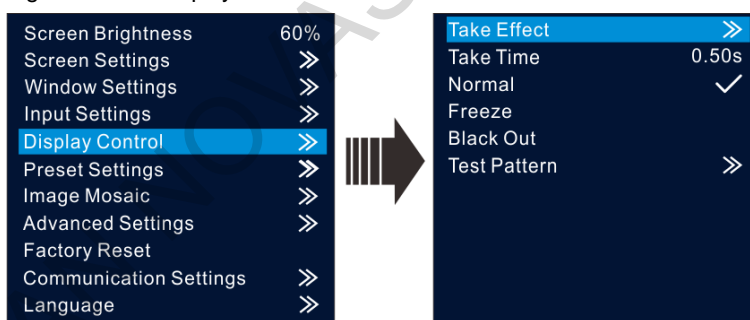 Screen Brightness 60%
Screen Settings
Window Settings
Input Settings
Display Control
Preset Settings
Image Mosaic
Advanced Settings
Factory Reset
Communication Settings
Language
Take Effect
Take Time 0.50s
Normal
Freeze
Black Out
Test Pattern